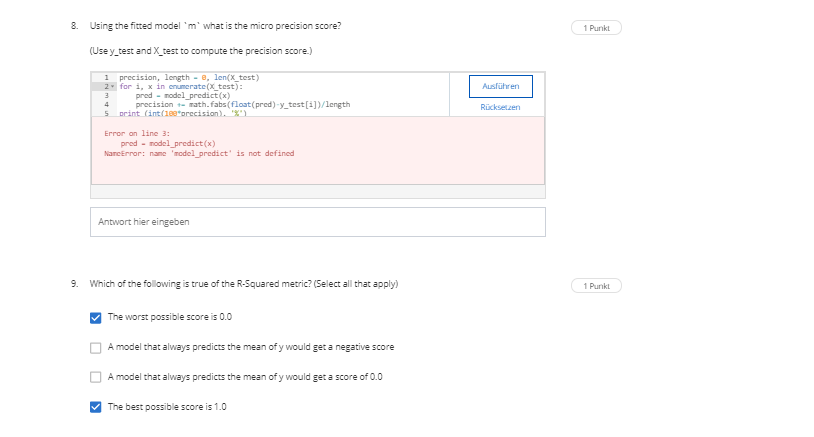 8. Using the fitted model `m` what is the micro precision score?
1 Punkt
(Use y_test and X_test to compute the precision score.)
1 precision, length = 0, len(X_test)
2 for i, x in enumerate(X_test):
3 pred = model_predict(x)
4 precision += math.fabs(float(pred)-y_test[i])/length
5 print (int(100*precision), '%')
Ausführen
Rücksetzen
Error on line 3:
pred = model_predict(x)
NameError: name 'model_predict' is not defined
Antwort hier eingeben
9. Which of the following is true of the R-Squared metric? (Select all that apply)
1 Punkt
The worst possible score is 0.0
A model that always predicts the mean of y would get a negative score
A model that always predicts the mean of y would get a score of 0.0
The best possible score is 1.0